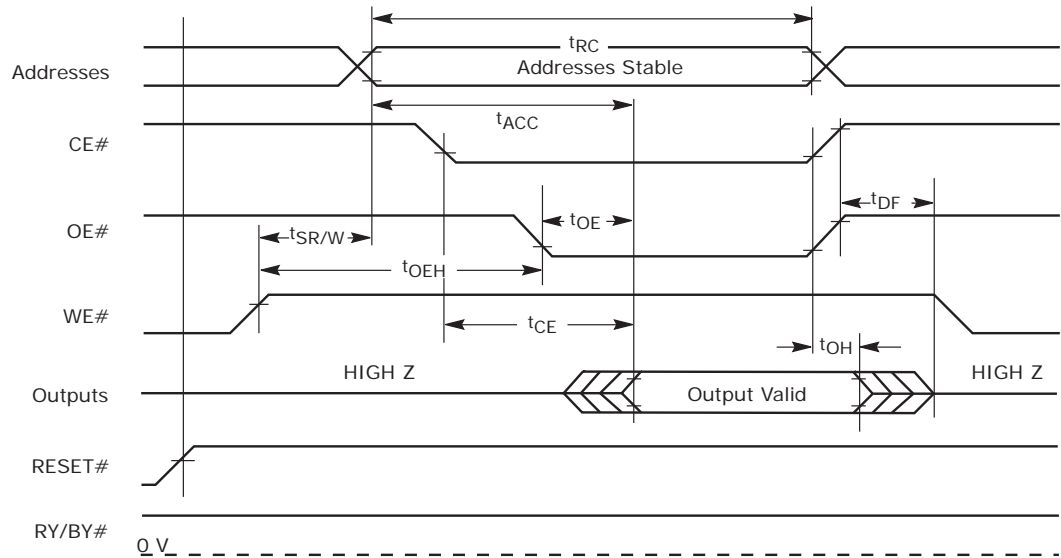 tRC
Addresses
Addresses Stable
tACC
CE#
tDF
OE#
tOE
tSR/W
tOEH
WE#
tCE
tOH
HIGH Z
HIGH Z
Outputs
Output Valid
RESET#
RY/BY#
0 V